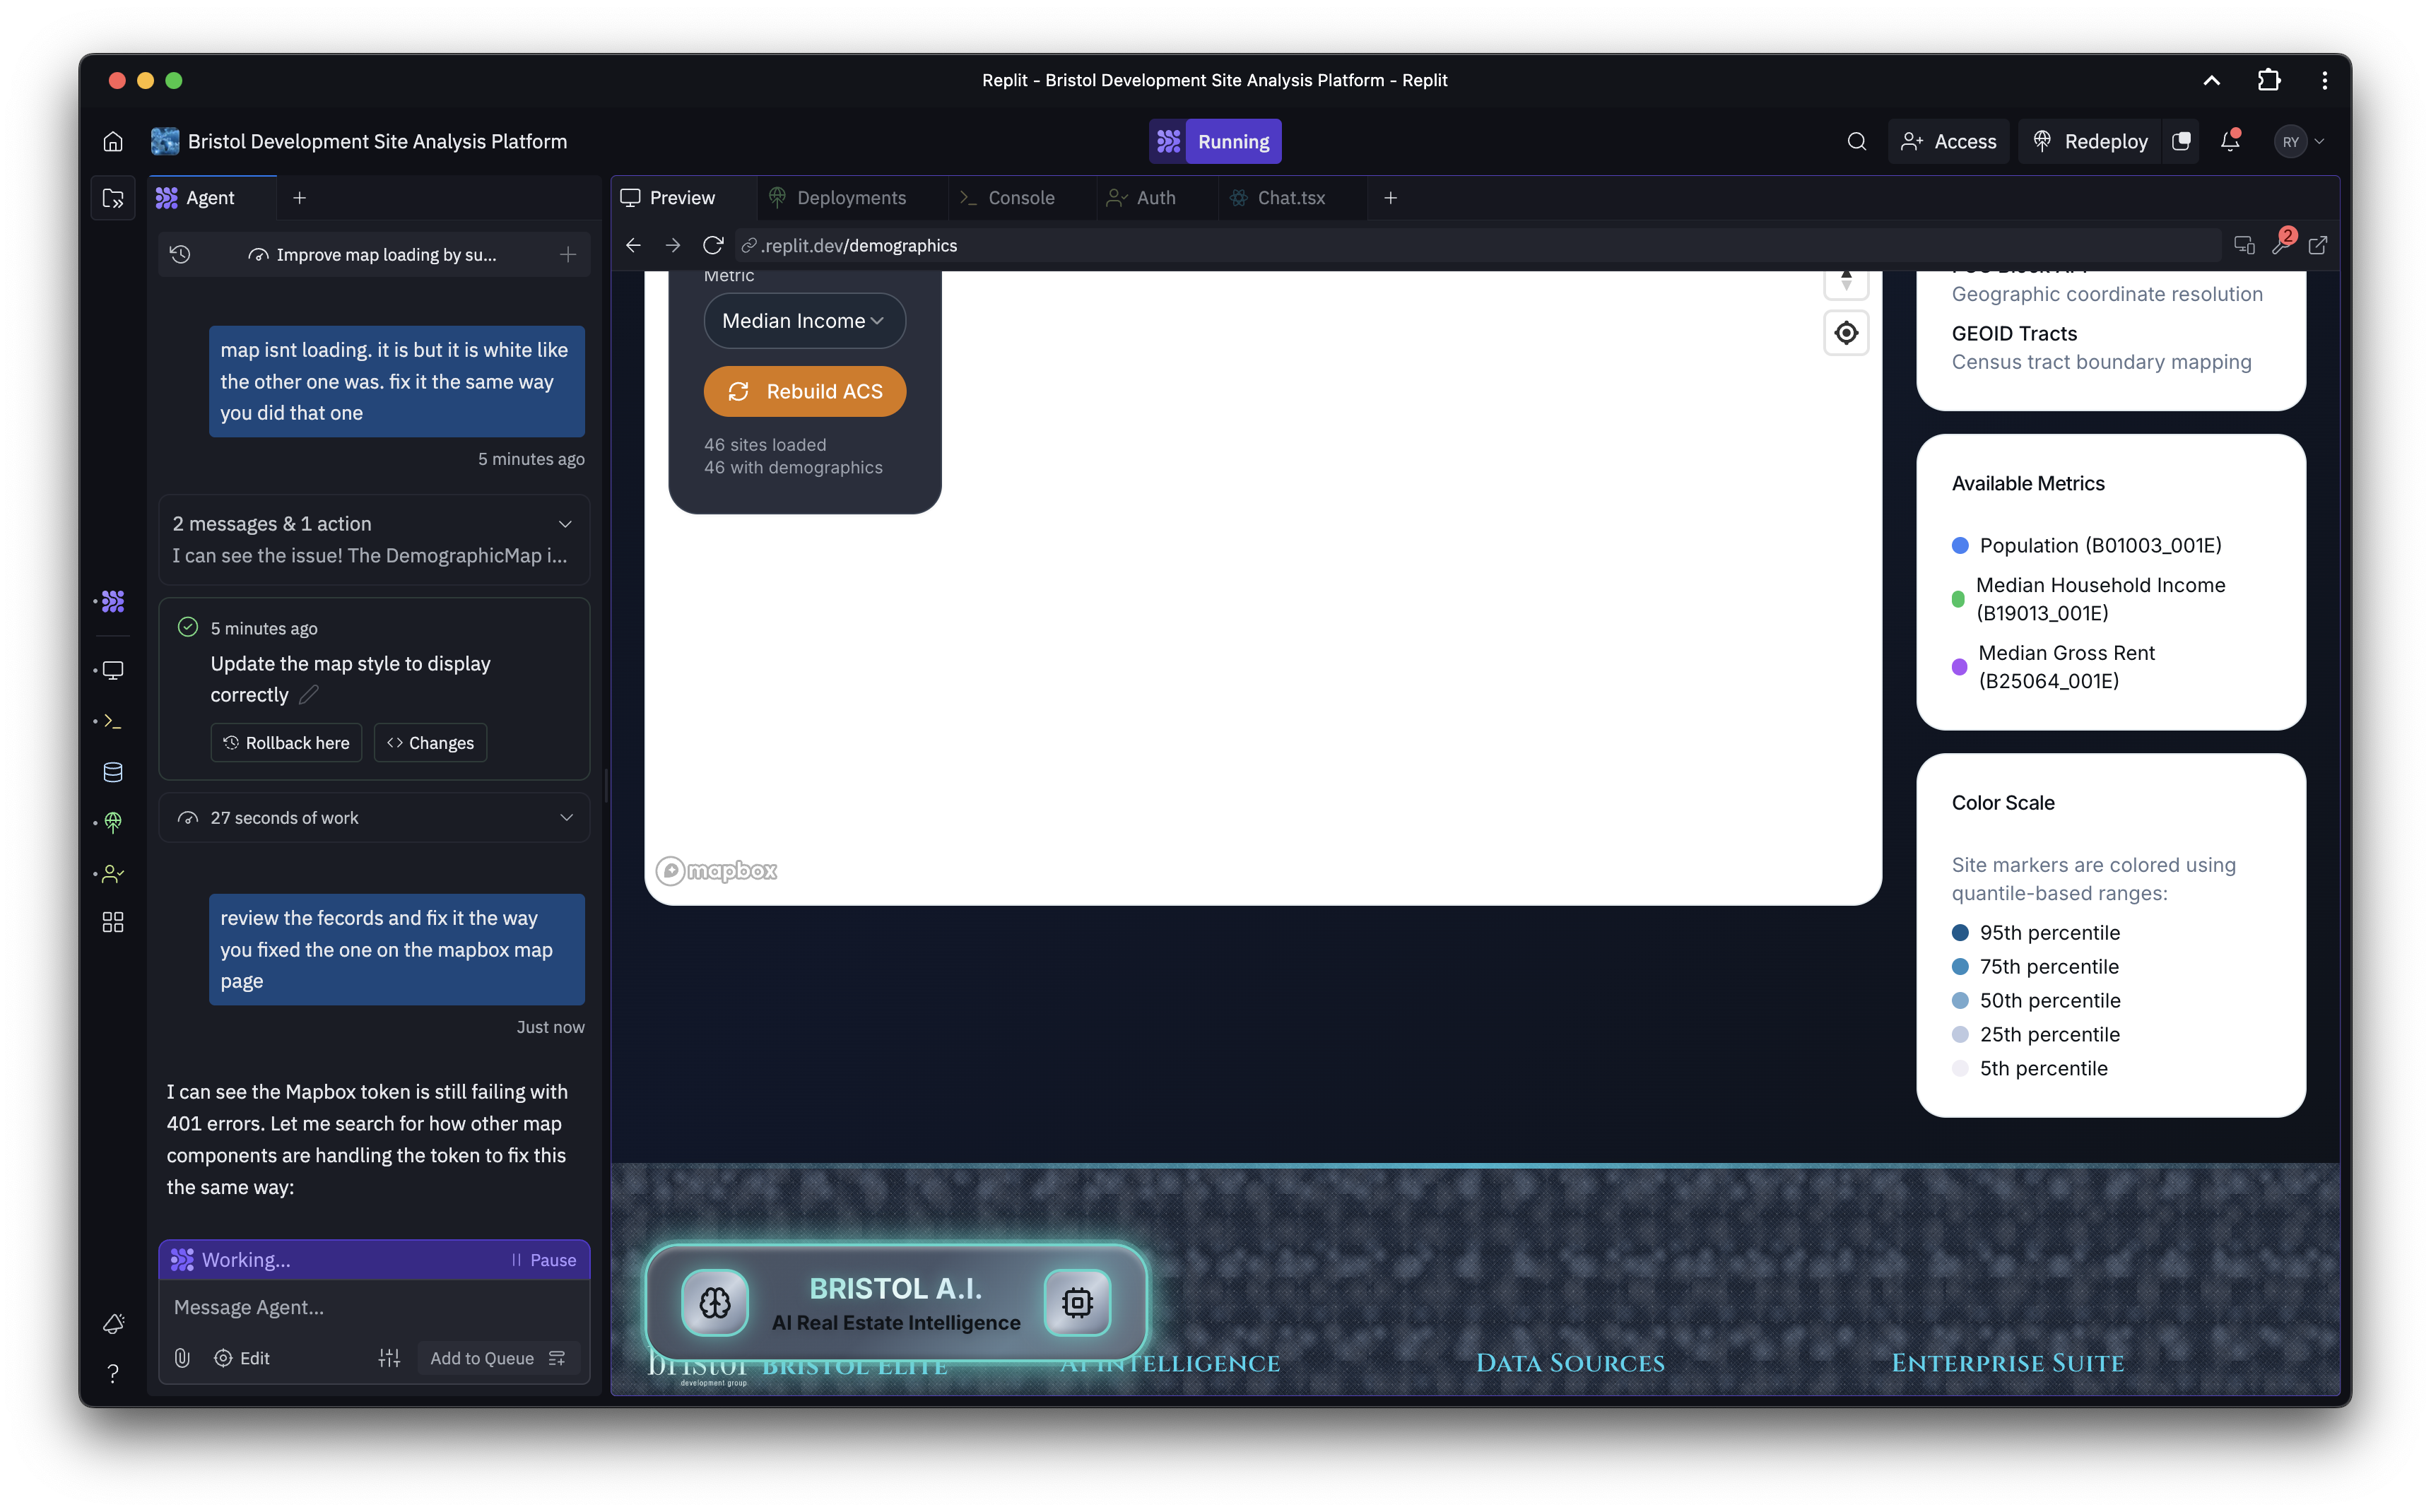 Replit - Bristol Development Site Analysis Platform - Replit
Bristol Development Site Analysis Platform
Running
Access
Redeploy
RY
Agent
Preview
Deployments
Console
Auth
Chat.tsx
Improve map loading by su...
.replit.dev/demographics
2
map isnt loading. it is but it is white like
the other one was. fix it the same way
you did that one
5 minutes ago
2 messages & 1 action
I can see the issue! The DemographicMap i...
5 minutes ago
Update the map style to display
correctly
Rollback here
Changes
27 seconds of work
review the fecords and fix it the way
you fixed the one on the mapbox map
page
Just now
I can see the Mapbox token is still failing with
401 errors. Let me search for how other map
components are handling the token to fix this
the same way:
Working...
Pause
Message Agent...
Edit
Add to Queue
Metric
Median Income
Rebuild ACS
46 sites loaded
46 with demographics
mapbox
Geographic coordinate resolution
GEOID Tracts
Census tract boundary mapping
Available Metrics
Population (B01003_001E)
Median Household Income
(B19013_001E)
Median Gross Rent
(B25064_001E)
Color Scale
Site markers are colored using
quantile-based ranges:
95th percentile
75th percentile
50th percentile
25th percentile
5th percentile
BRISTOL A.I.
AI Real Estate Intelligence
bristol
development group
BRISTOL ELITE
AI INTELLIGENCE
DATA SOURCES
ENTERPRISE SUITE
?